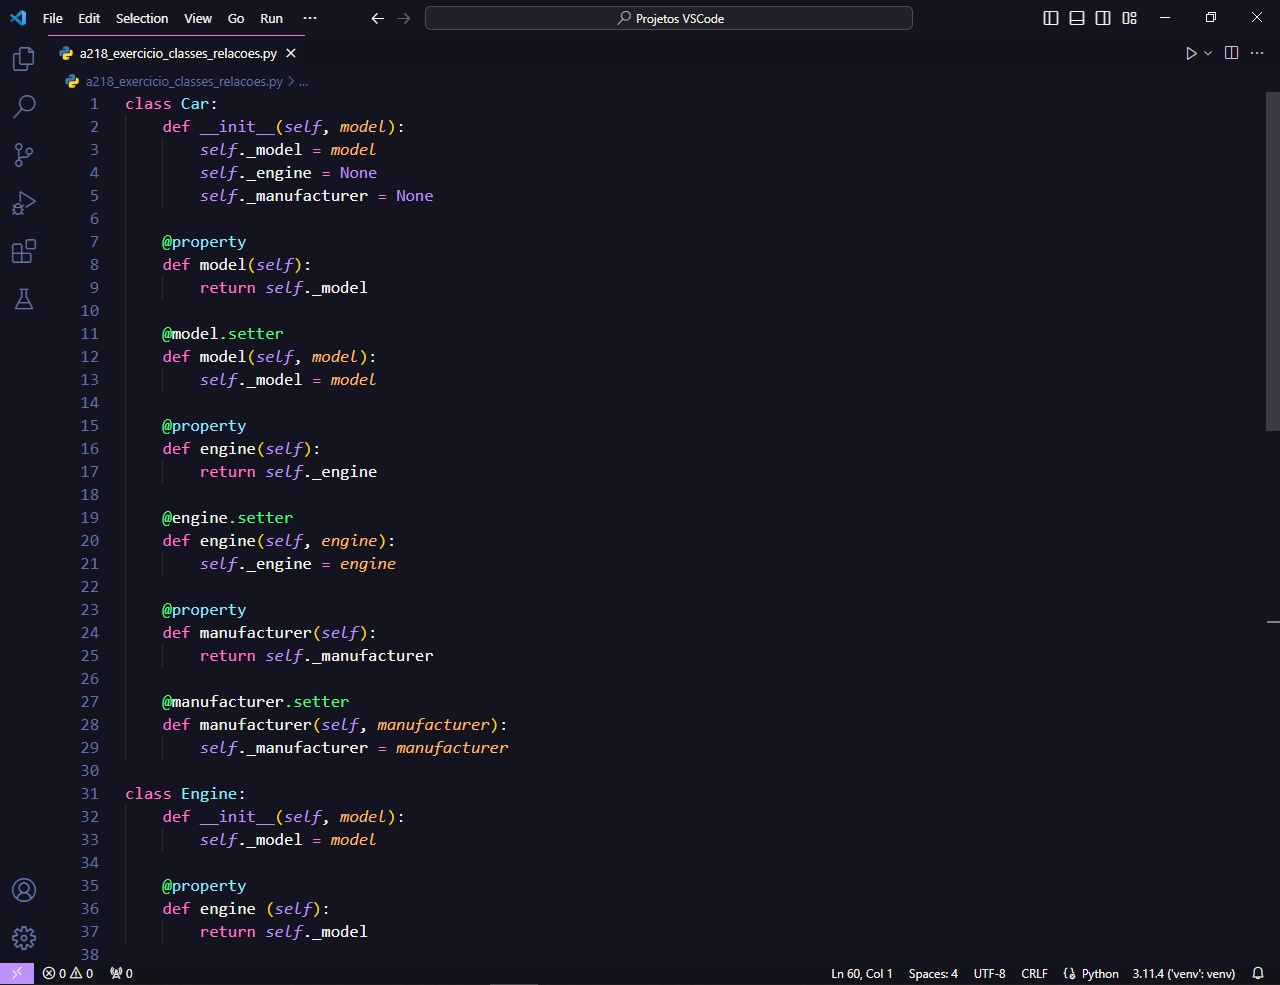 File Edit Selection View Go Run ··· Projetos VSCode
a218_exercicio_classes_relacoes.py
a218_exercicio_classes_relacoes.py > ...
1 class Car:
2     def __init__(self, model):
3         self._model = model
4         self._engine = None
5         self._manufacturer = None
6
7     @property
8     def model(self):
9         return self._model
10
11     @model.setter
12     def model(self, model):
13         self._model = model
14
15     @property
16     def engine(self):
17         return self._engine
18
19     @engine.setter
20     def engine(self, engine):
21         self._engine = engine
22
23     @property
24     def manufacturer(self):
25         return self._manufacturer
26
27     @manufacturer.setter
28     def manufacturer(self, manufacturer):
29         self._manufacturer = manufacturer
30
31 class Engine:
32     def __init__(self, model):
33         self._model = model
34
35     @property
36     def engine (self):
37         return self._model
38
0 0 0 Ln 60, Col 1 Spaces: 4 UTF-8 CRLF Python 3.11.4 ('venv': venv)